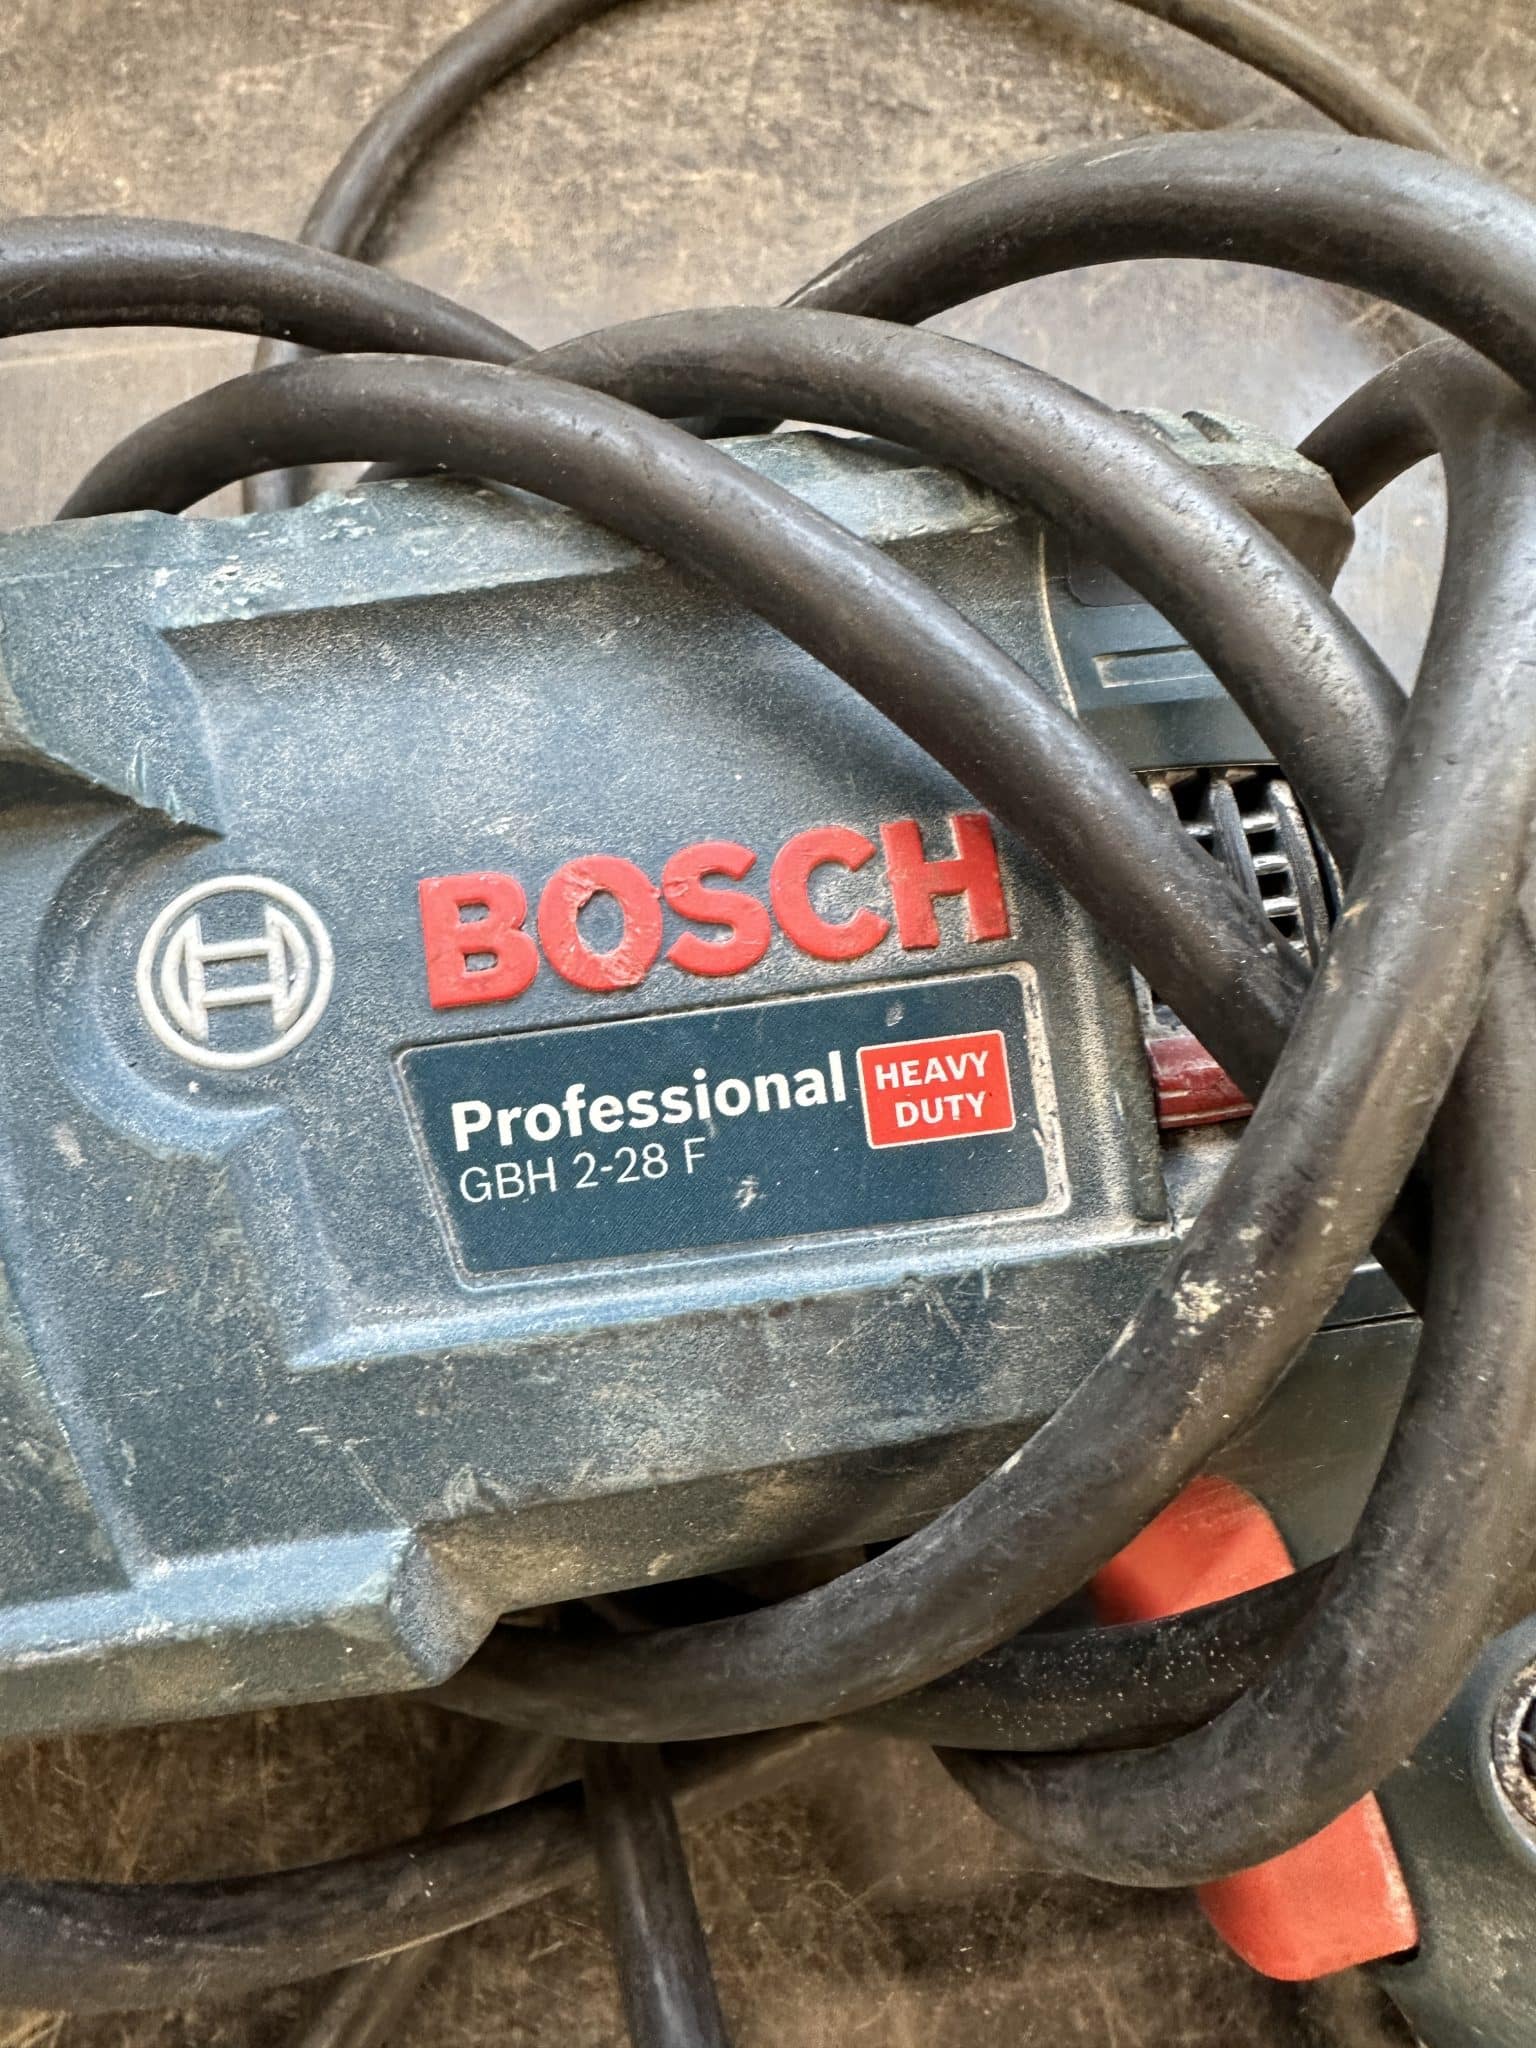 BOSCH
Professional
HEAVY
DUTY
GBH 2-28 F